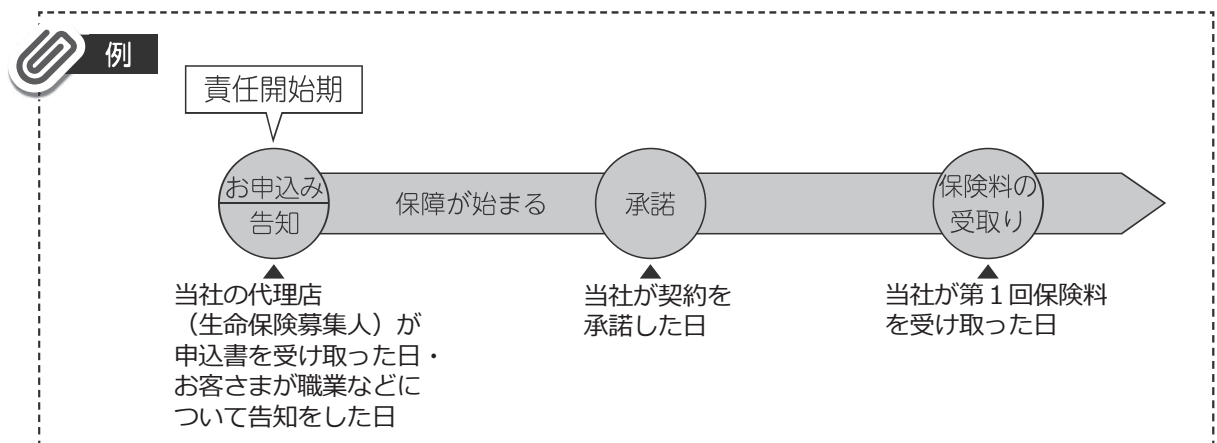 例
責任開始期
お申込み
告知
保障が始まる
承諾
保険料の
受取り
当社の代理店
（生命保険募集人）が
申込書を受け取った日・
お客さまが職業などに
ついて告知をした日
当社が契約を
承諾した日
当社が第１回保険料
を受け取った日